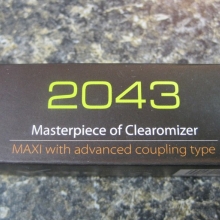 2043
Masterpiece of Clearomizer
MAXI with advanced coupling type